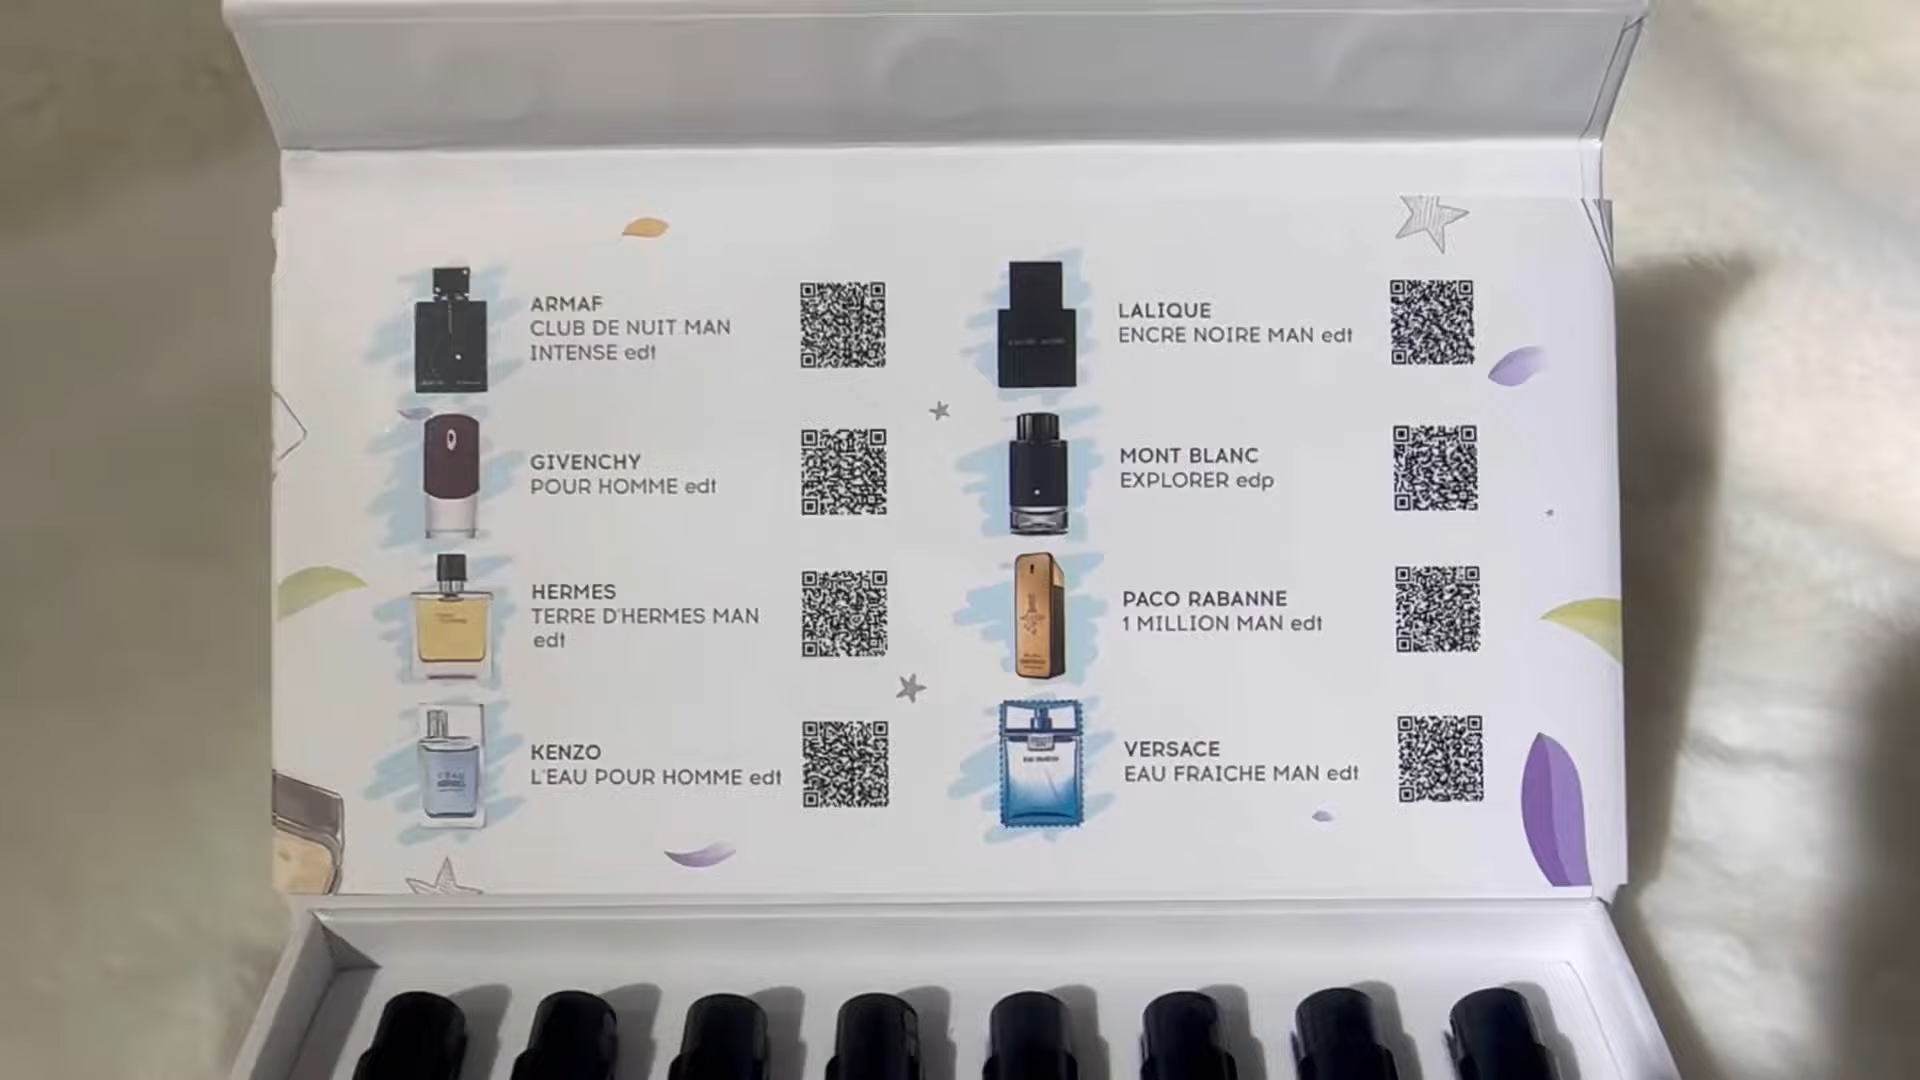 ARMAF
CLUB DE NUIT MAN
INTENSE edt
GIVENCHY
POUR HOMME edt
HERMES
TERRE D'HERMES MAN
edt
KENZO
L'EAU POUR HOMME edt
LALIQUE
ENCRE NOIRE MAN edt
MONT BLANC
EXPLORER edp
PACO RABANNE
1 MILLION MAN edt
VERSACE
EAU FRAICHE MAN edt